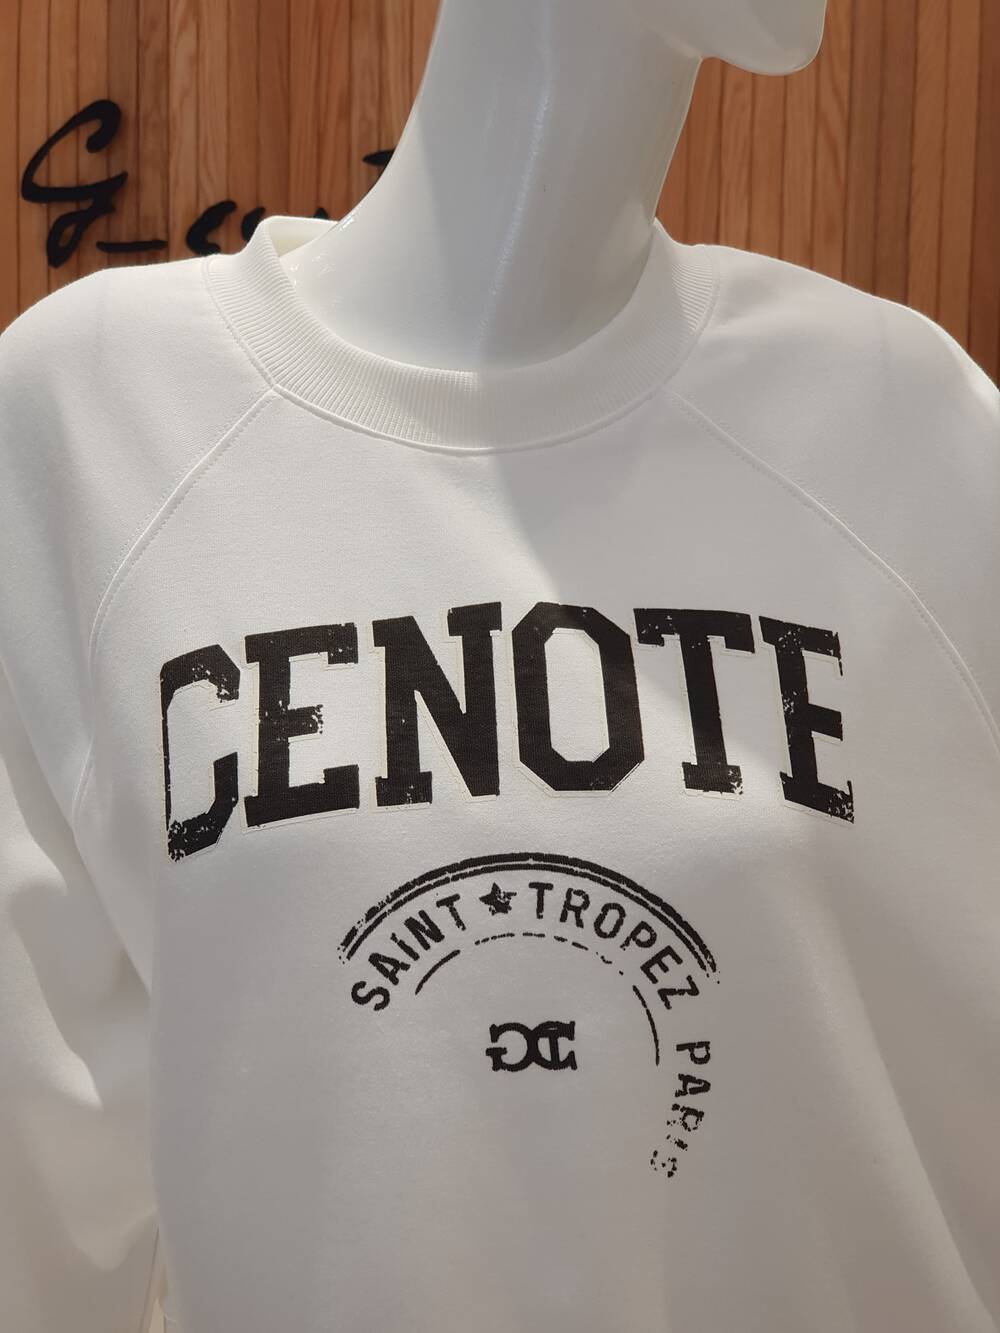 CENOTE
SAINT ★ TROPEZ PARIS